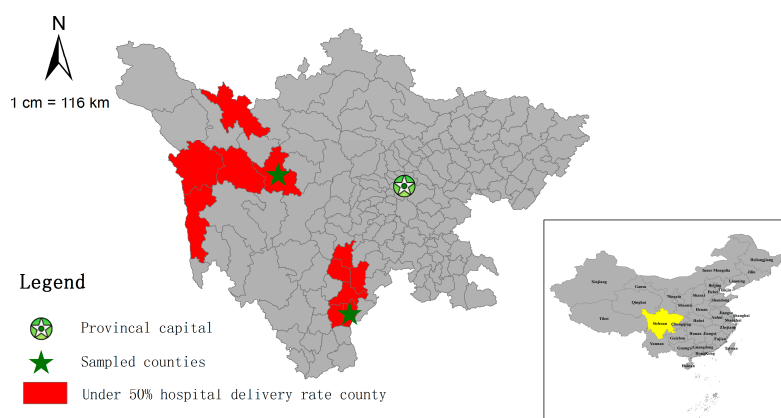 N
1 cm = 116 km
Legend
Provincal capital
Sampled counties
Under 50% hospital delivery rate county
Heilongjiang
Jilin
Liaoning
Inner Mongolia
Xinjiang
Gansu
Beijing
Hebei
Tianjin
Ningxia
Shanxi
Shandong
Qinghai
Shaanxi
Henan
Jiangsu
Anhui
Shanghai
Tibet
Sichuan
Chongqing
Hubei
Zhejiang
Hunan
Jiangxi
Guizhou
Fujian
Yunnan
Guangxi
Guangdong
Taiwan
HongKong
Hainan